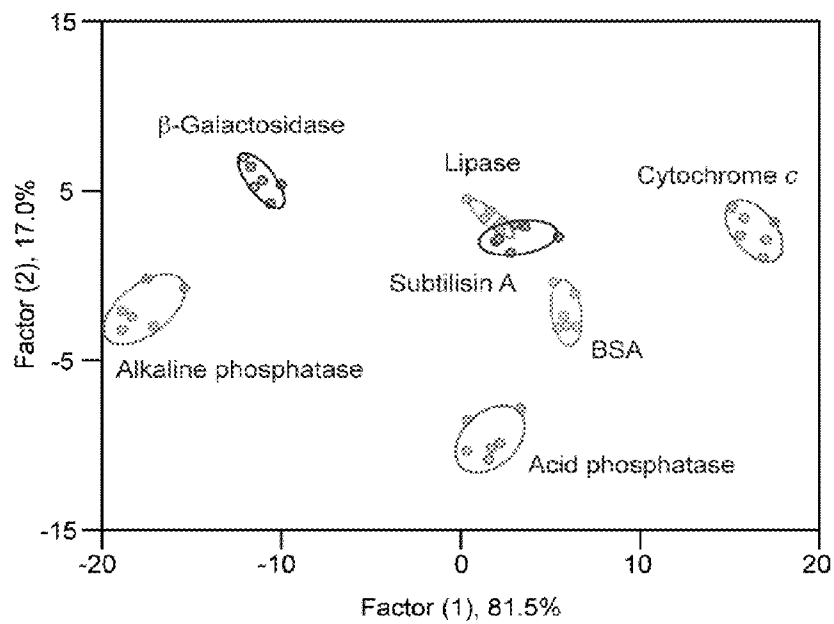 15
β-Galactosidase
Lipase
Cytochrome c
5
Factor (2), 17.0%
Subtilisin A
BSA
-5
Alkaline phosphatase
Acid phosphatase
-15
-20
-10
0
10
20
Factor (1), 81.5%